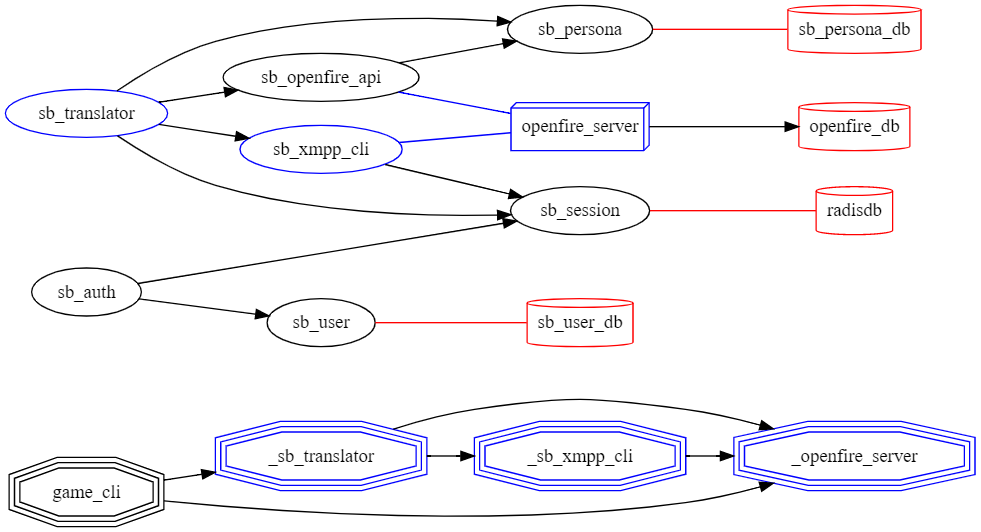 sb_persona
sb_persona_db
sb_openfire_api
sb_translator
openfire_server
openfire_db
sb_xmpp_cli
sb_session
radisdb
sb_auth
sb_user
sb_user_db
_sb_translator
_sb_xmpp_cli
_openfire_server
game_cli